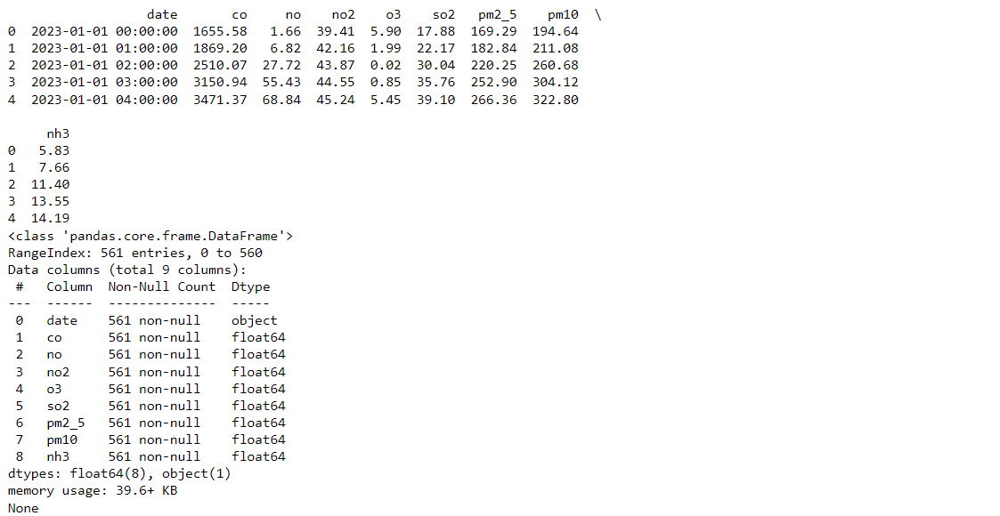 date       co     no    no2    o3    so2   pm2_5    pm10  \
0  2023-01-01 00:00:00  1655.58   1.66  39.41  5.90  17.88  169.29  194.64
1  2023-01-01 01:00:00  1869.20   6.82  42.16  1.99  22.17  182.84  211.08
2  2023-01-01 02:00:00  2510.07  27.72  43.87  0.02  30.04  220.25  260.68
3  2023-01-01 03:00:00  3150.94  55.43  44.55  0.85  35.76  252.90  304.12
4  2023-01-01 04:00:00  3471.37  68.84  45.24  5.45  39.10  266.36  322.80

     nh3
0   5.83
1   7.66
2  11.40
3  13.55
4  14.19
<class 'pandas.core.frame.DataFrame'>
RangeIndex: 561 entries, 0 to 560
Data columns (total 9 columns):
 #   Column  Non-Null Count  Dtype
---  ------  --------------  -----
 0   date    561 non-null    object
 1   co      561 non-null    float64
 2   no      561 non-null    float64
 3   no2     561 non-null    float64
 4   o3      561 non-null    float64
 5   so2     561 non-null    float64
 6   pm2_5   561 non-null    float64
 7   pm10    561 non-null    float64
 8   nh3     561 non-null    float64
dtypes: float64(8), object(1)
memory usage: 39.6+ KB
None